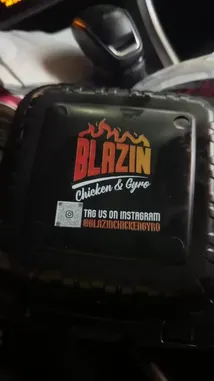 BLAZIN
Chicken & Gyro
TAG US ON INSTAGRAM
@BLAZINCHICKENGYRO